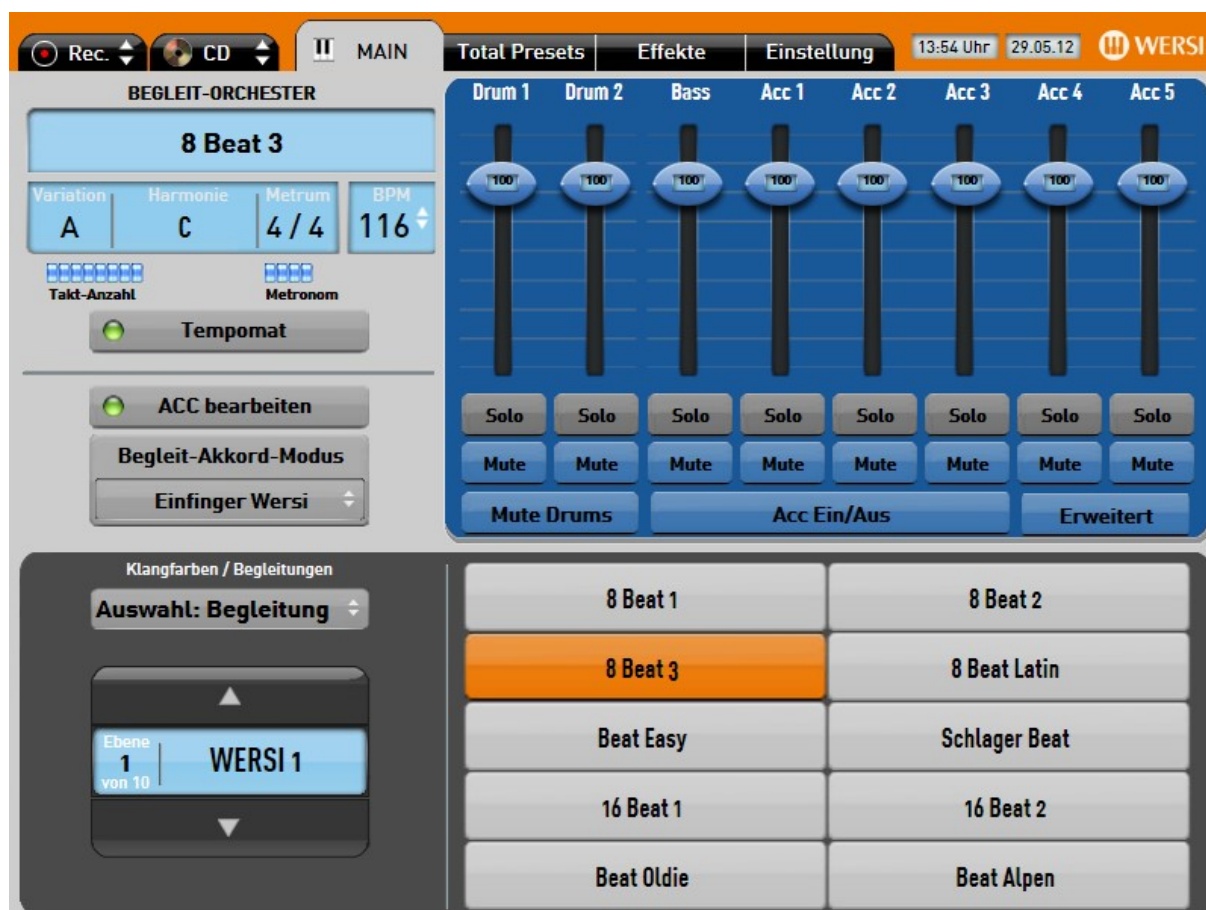 Rec. CD MAIN Total Presets Effekte Einstellung 13:54 Uhr 29.05.12 WERSI
BEGLEIT-ORCHESTER
8 Beat 3
Variation Harmonie Metrum BPM
A C 4 / 4 116
Takt-Anzahl Metronom
Tempomat
ACC bearbeiten
Begleit-Akkord-Modus
Einfinger Wersi
Drum 1 Drum 2 Bass Acc 1 Acc 2 Acc 3 Acc 4 Acc 5
100 100 100 100 100 100 100 100
Solo Solo Solo Solo Solo Solo Solo Solo
Mute Mute Mute Mute Mute Mute Mute Mute
Mute Drums Acc Ein/Aus Erweitert
Klangfarben / Begleitungen
Auswahl: Begleitung
Ebene
1
von 10
WERSI 1
8 Beat 1 8 Beat 2
8 Beat 3 8 Beat Latin
Beat Easy Schlager Beat
16 Beat 1 16 Beat 2
Beat Oldie Beat Alpen